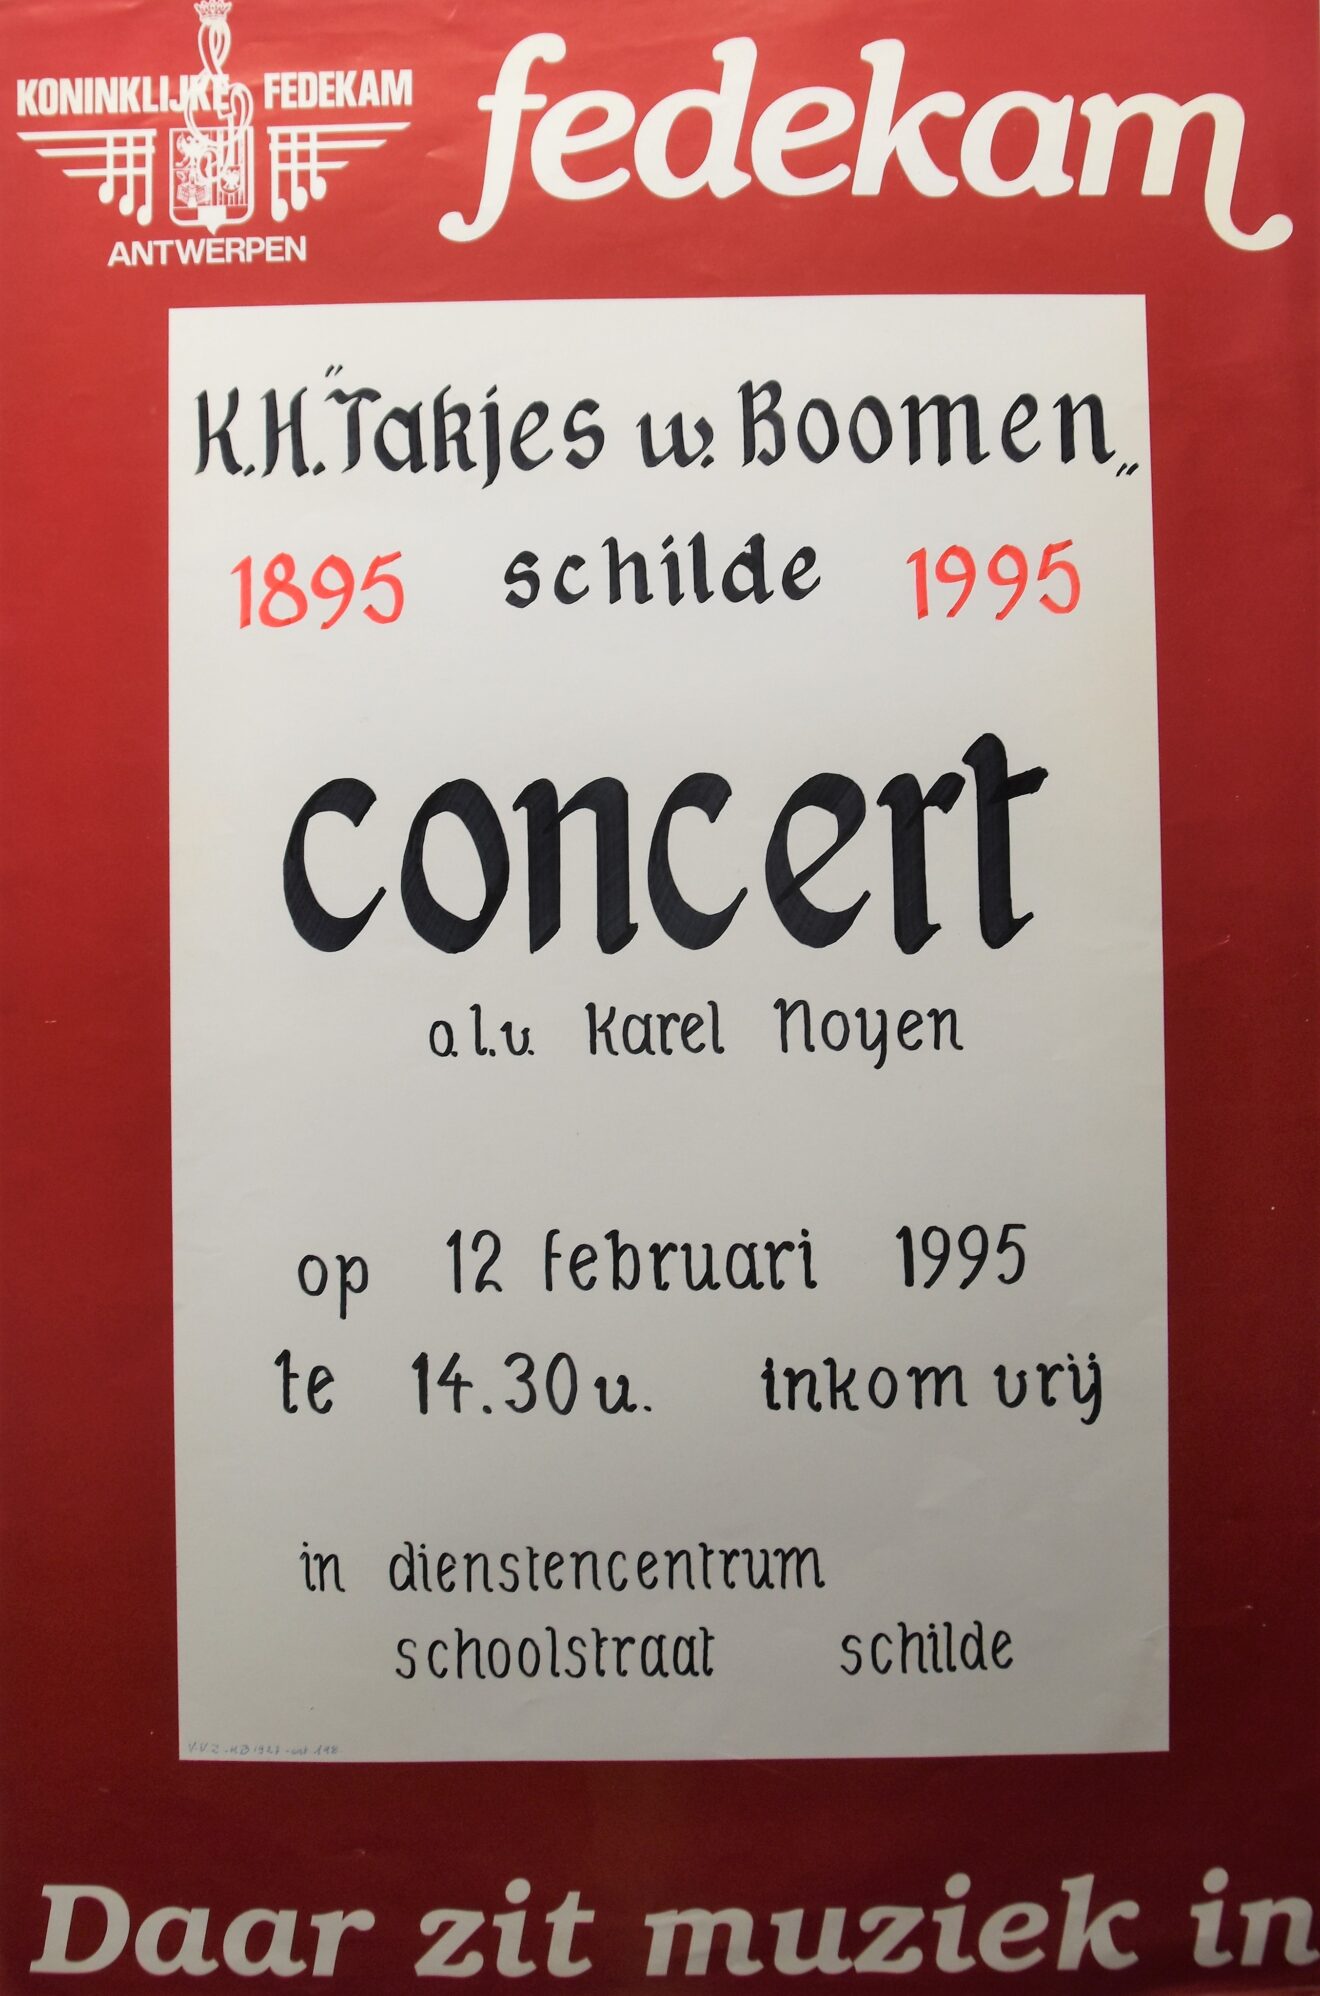 KONINKLIJKE FEDEKAM
ANTWERPEN
fedekam
K.H. "Takjes w. Boomen"
1895 schilde 1995
concert
o.l.v. Karel Noyen
op 12 februari 1995
te 14.30 u. inkom vrij
in dienstencentrum
schoolstraat schilde
Daar zit muziek in